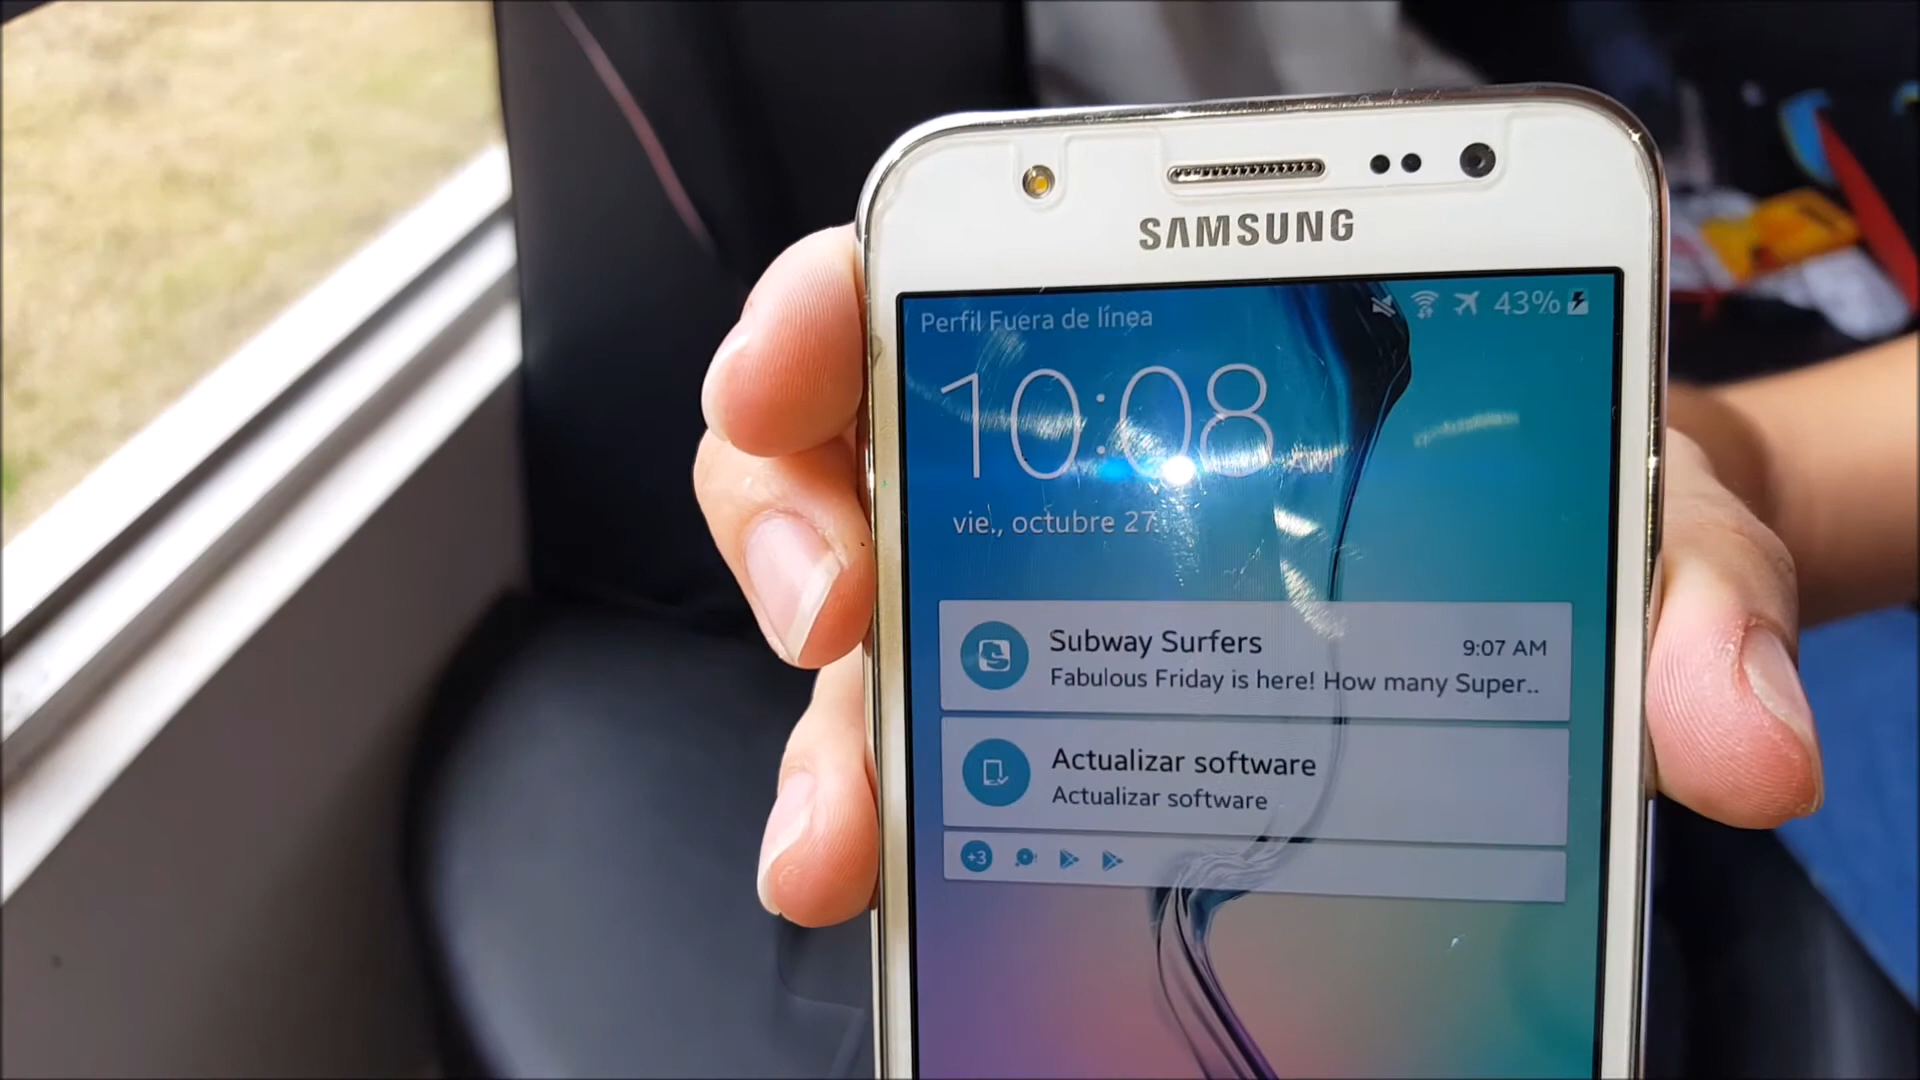 SAMSUNG
Perfil Fuera de línea
43%
10:08 AM
vie., octubre 27
Subway Surfers
9:07 AM
Fabulous Friday is here! How many Super..
Actualizar software
Actualizar software
+3